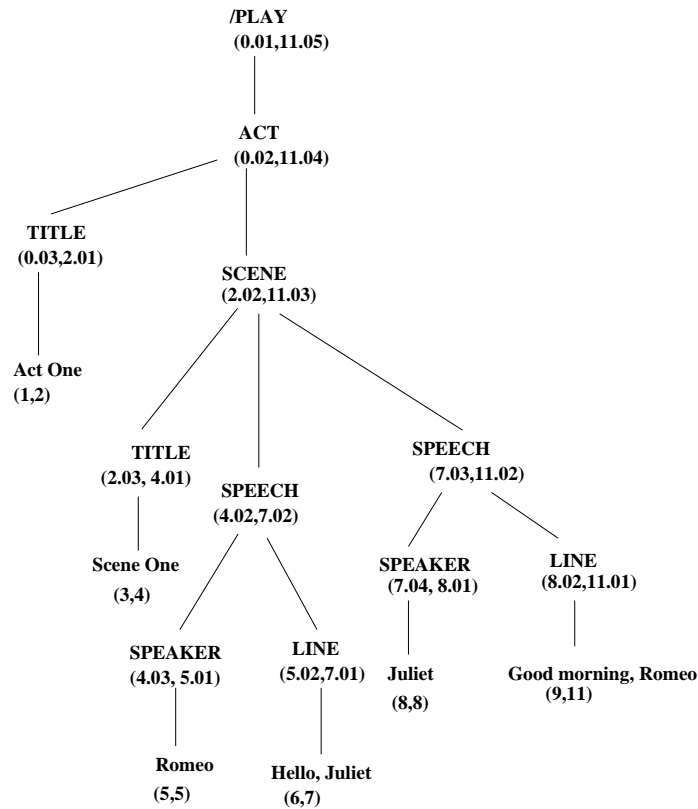 /PLAY
(0.01,11.05)
ACT
(0.02,11.04)
TITLE
(0.03,2.01)
SCENE
(2.02,11.03)
Act One
(1,2)
TITLE
(2.03, 4.01)
SPEECH
(4.02,7.02)
SPEECH
(7.03,11.02)
Scene One
(3,4)
SPEAKER
(7.04, 8.01)
LINE
(8.02,11.01)
SPEAKER
(4.03, 5.01)
LINE
(5.02,7.01)
Juliet
(8,8)
Good morning, Romeo
(9,11)
Romeo
(5,5)
Hello, Juliet
(6,7)